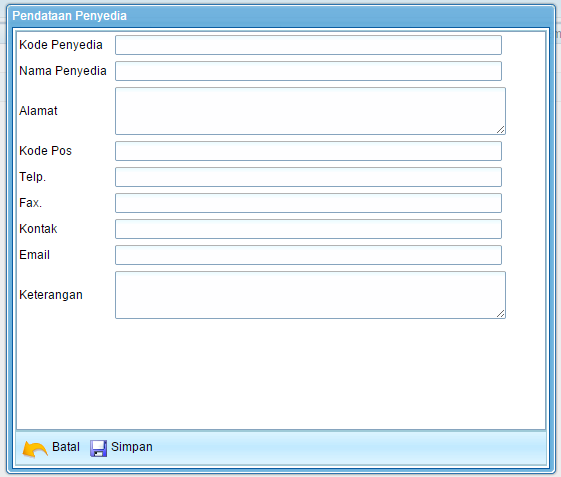 Pendataan Penyedia
Kode Penyedia
Nama Penyedia
Alamat
Kode Pos
Telp.
Fax.
Kontak
Email
Keterangan
Batal Simpan